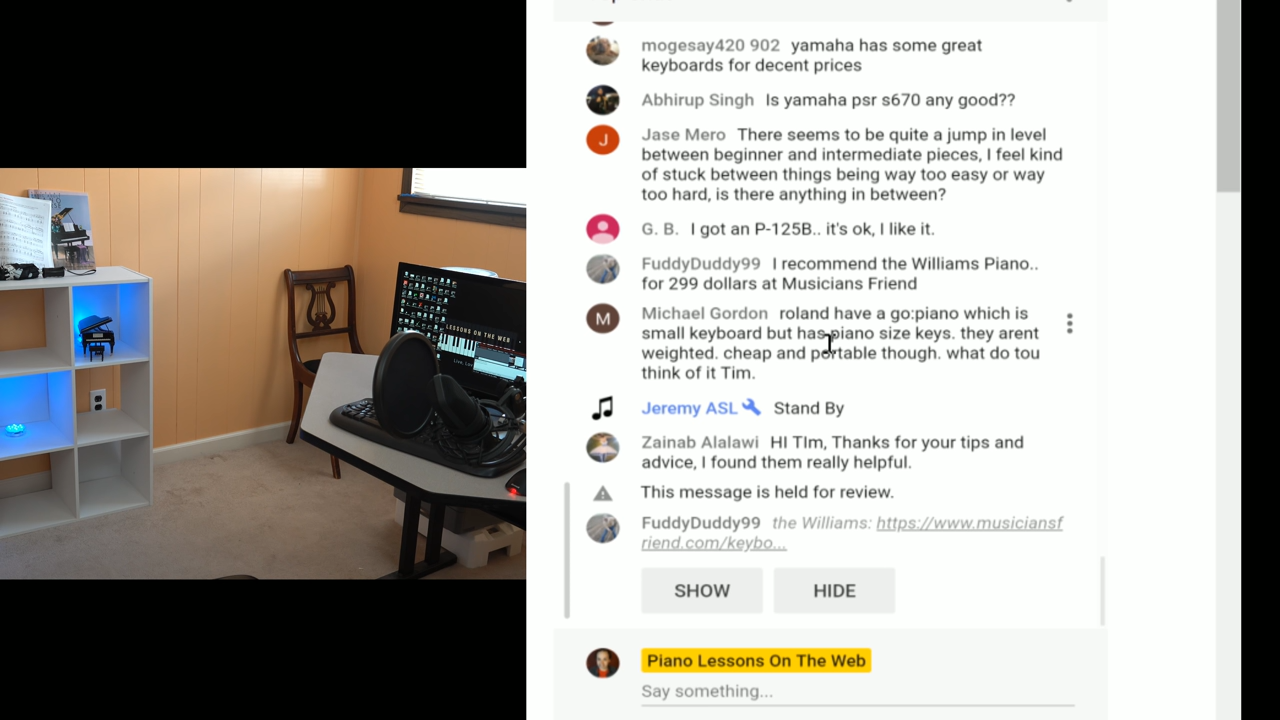 mogesay420 902 yamaha has some great
keyboards for decent prices
Abhirup Singh Is yamaha psr s670 any good??
J
Jase Mero There seems to be quite a jump in level
between beginner and intermediate pieces, I feel kind
of stuck between things being way too easy or way
too hard, is there anything in between?
G. B. I got an P-125B.. it's ok, I like it.
FuddyDuddy99 I recommend the Williams Piano..
for 299 dollars at Musicians Friend
M
Michael Gordon roland have a go:piano which is
small keyboard but has piano size keys. they arent
weighted. cheap and portable though. what do tou
think of it Tim.
Jeremy ASL Stand By
Zainab Alalawi HI TIm, Thanks for your tips and
advice, I found them really helpful.
This message is held for review.
FuddyDuddy99 the Williams: https://www.musiciansf
riend.com/keybo...
SHOW HIDE
Piano Lessons On The Web
Say something...
LESSONS ON THE WEB